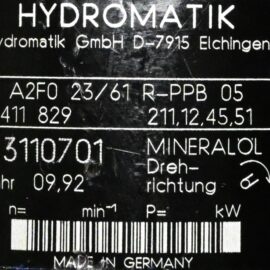 HYDROMATIK
ydromatik GmbH D-7915 Elchingen
A2F0 23/61 R-PPB 05
411 829 211,12,45,51
3110701 MINERALÖL
hr 09,92 Dreh-
richtung
n= min⁻¹ P= kW
MADE IN GERMANY